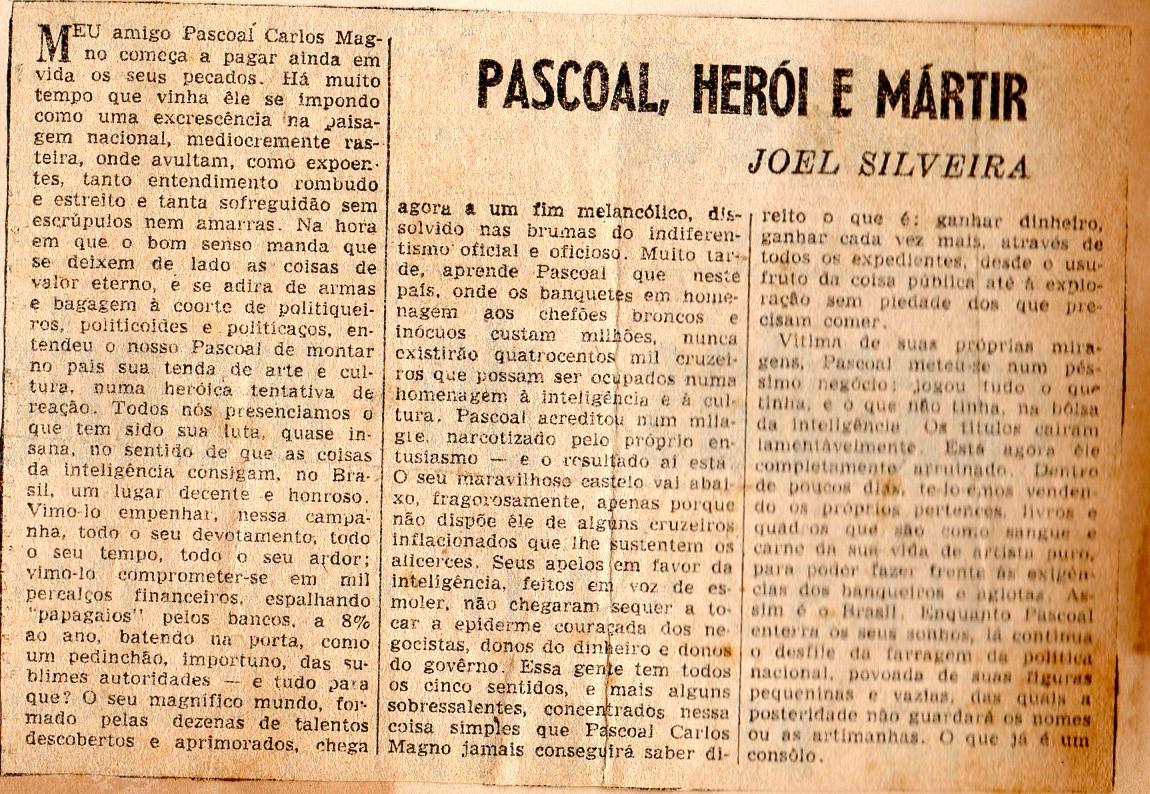 PASCOAL, HERÓI E MÁRTIR
JOEL SILVEIRA
MEU amigo Pascoal Carlos Mag-
no começa a pagar ainda em
vida os seus pecados. Há muito
tempo que vinha êle se impondo
como uma excrescência na paisa-
gem nacional, mediocremente ras-
teira, onde avultam, como expoen-
tes, tanto entendimento rombudo
e estreito e tanta sofreguidão sem
escrúpulos nem amarras. Na hora
em que o bom senso manda que
se deixem de lado as coisas de
valor eterno, e se adira de armas
e bagagem à coorte de politiquei-
ros, politicoides e politicaços, en-
tendeu o nosso Pascoal de montar
no país sua tenda de arte e cul-
tura, numa heróica tentativa de
reação. Todos nós presenciamos o
que tem sido sua luta, quase in-
sana, no sentido de que as coisas
da inteligência consigam, no Bra-
sil, um lugar decente e honroso.
Vimo-lo empenhar, nessa campa-
nha, todo o seu devotamento, todo
o seu tempo, todo o seu ardor;
vimo-lo comprometer-se em mil
percalços financeiros, espalhando
"papagaios" pelos bancos, a 8%
ao ano, batendo na porta, como
um pedinchão, importuno, das su-
blimes autoridades — e tudo para
que? O seu magnífico mundo, for-
mado pelas dezenas de talentos
descobertos e aprimorados, chega
agora a um fim melancólico, dis-
solvido nas brumas do indiferen-
tismo oficial e oficioso. Muito tar-
de, aprende Pascoal que neste
país, onde os banquetes em home-
nagem aos chefões broncos e
inócuos custam milhões, nunca
existirão quatrocentos mil cruzei-
ros que possam ser ocupados numa
homenagem à inteligência e à cul-
tura. Pascoal acreditou num mila-
gre, narcotizado pelo próprio en-
tusiasmo — e o resultado aí está.
O seu maravilhoso castelo vai abai-
xo, fragorosamente, apenas porque
não dispõe êle de alguns cruzeiros
inflacionados que lhe sustentem os
alicerces. Seus apelos em favor da
inteligência, feitos em voz de es-
moler, não chegaram sequer a to-
car a epiderme couraçada dos ne-
gocistas, donos do dinheiro e donos
do govêrno. Essa gente tem todos
os cinco sentidos, e mais alguns
sobressalentes, concentrados nessa
coisa simples que Pascoal Carlos
Magno jamais conseguirá saber di-
reito o que é: ganhar dinheiro,
ganhar cada vez mais, através de
todos os expedientes, desde o usu-
fruto da coisa pública até à explo-
ração sem piedade dos que pre-
cisam comer.
Vítima de suas próprias mira-
gens, Pascoal meteu-se num pés-
simo negócio: jogou tudo o que
tinha, e o que não tinha, na bôlsa
da inteligência. Os títulos caíram
lamentàvelmente. Está agora êle
completamente arruinado. Dentro
de poucos dias, te-lo-emos venden-
do os próprios pertences, livros e
quadros que são como sangue e
carne da sua vida de artista puro,
para poder fazer frente às exigên-
cias dos banqueiros e agiotas. As-
sim é o Brasil. Enquanto Pascoal
enterra os seus sonhos, lá continua
o desfile da farragem da política
nacional, povoada de suas figuras
pequeninas e vazias, das quais a
posteridade não guardará os nomes
ou as artimanhas. O que já é um
consôlo.